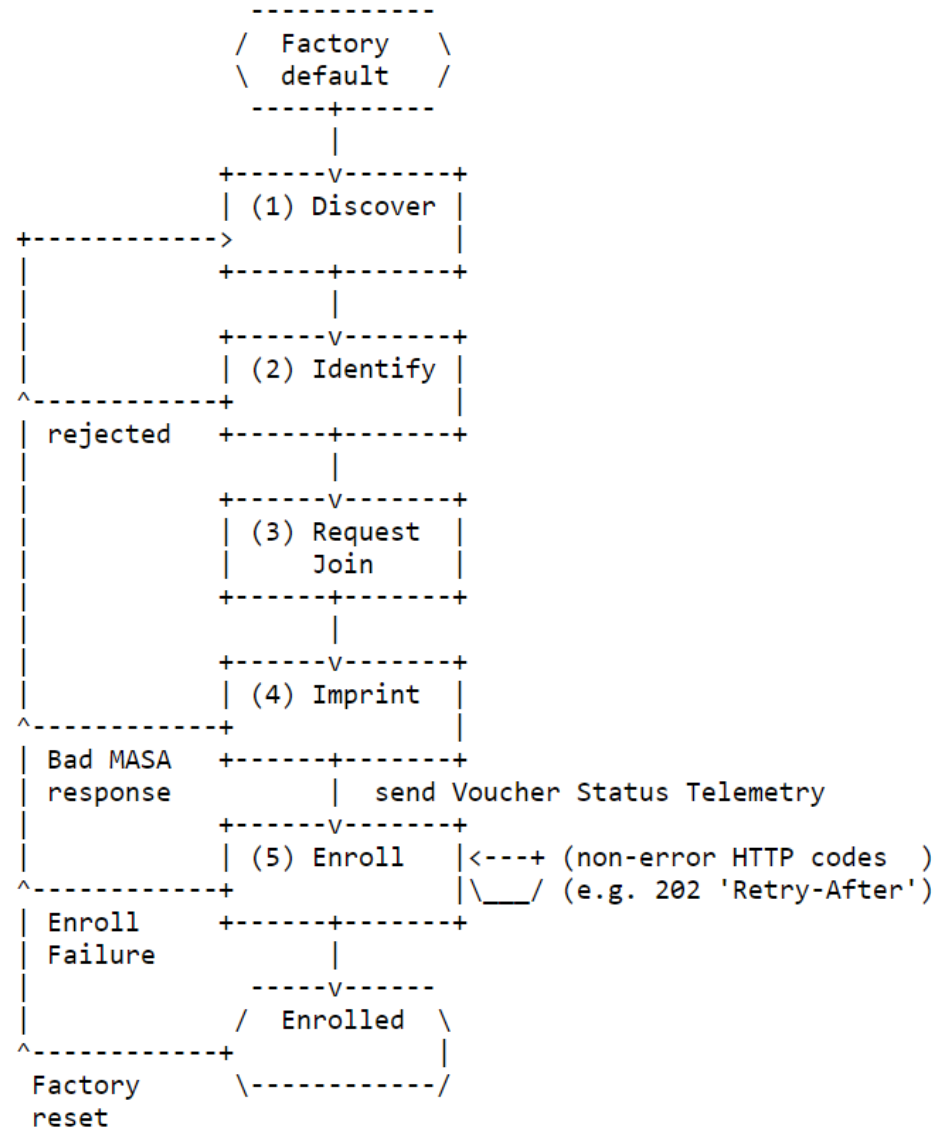 Factory
default
(1) Discover
(2) Identify
rejected
(3) Request
Join
(4) Imprint
Bad MASA
response
send Voucher Status Telemetry
(5) Enroll
(non-error HTTP codes )
(e.g. 202 'Retry-After')
Enroll
Failure
Enrolled
Factory
reset